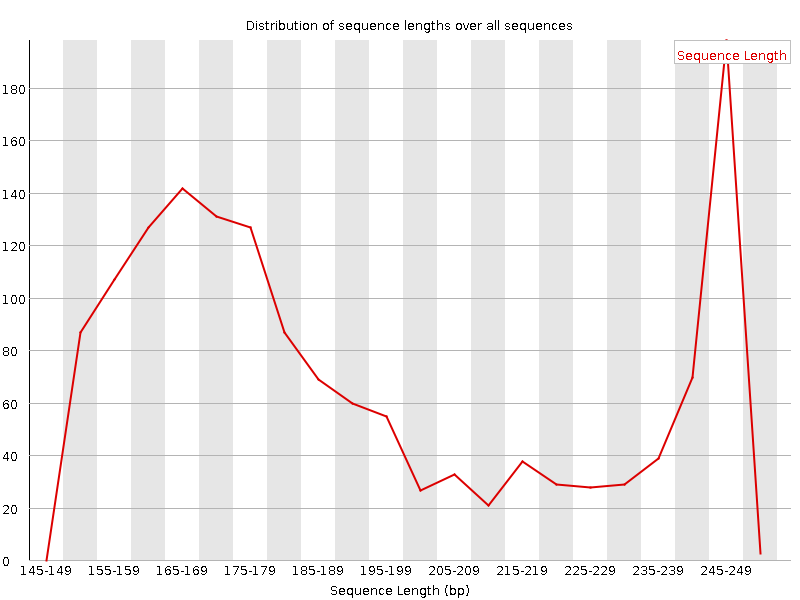 Distribution of sequence lengths over all sequences
Sequence Length
180
160
140
120
100
80
60
40
20
0
145-149 155-159 165-169 175-179 185-189 195-199 205-209 215-219 225-229 235-239 245-249
Sequence Length (bp)